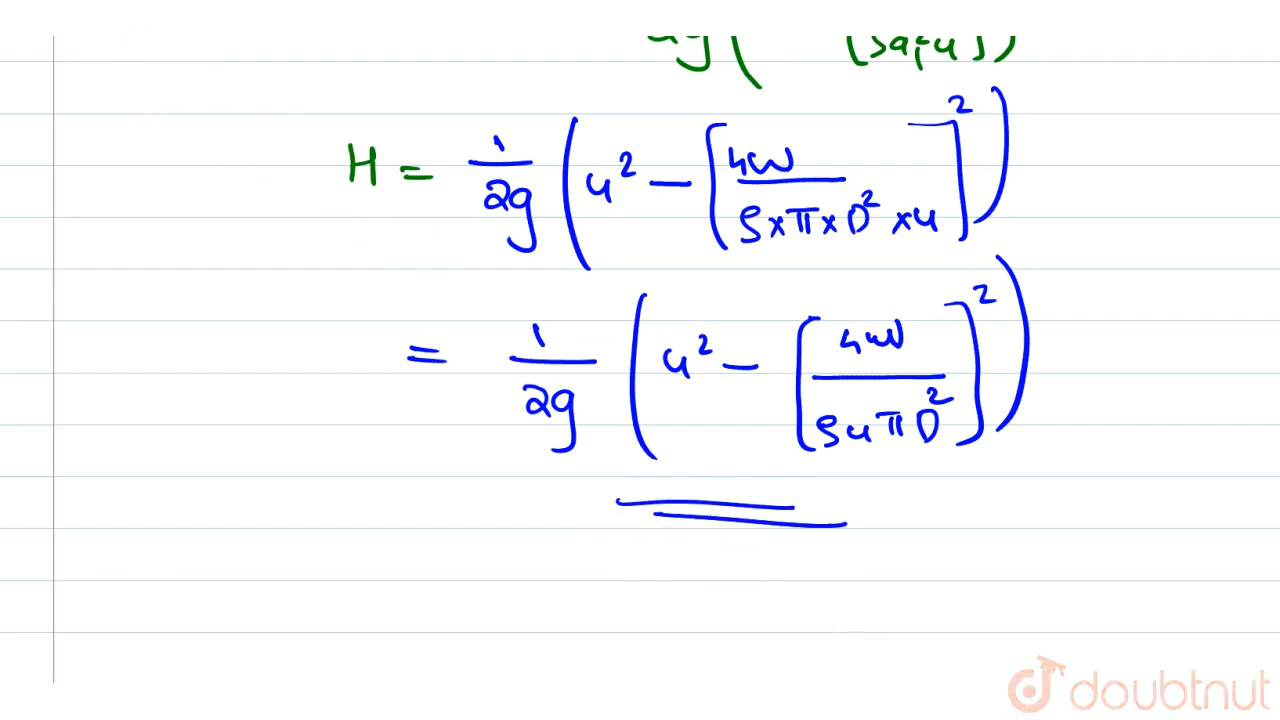 H = 1/2g (u² – [4W / ρ×π×D²×u]²)
= 1/2g (u² – [4W / ρuπD²]²)
doubtnut